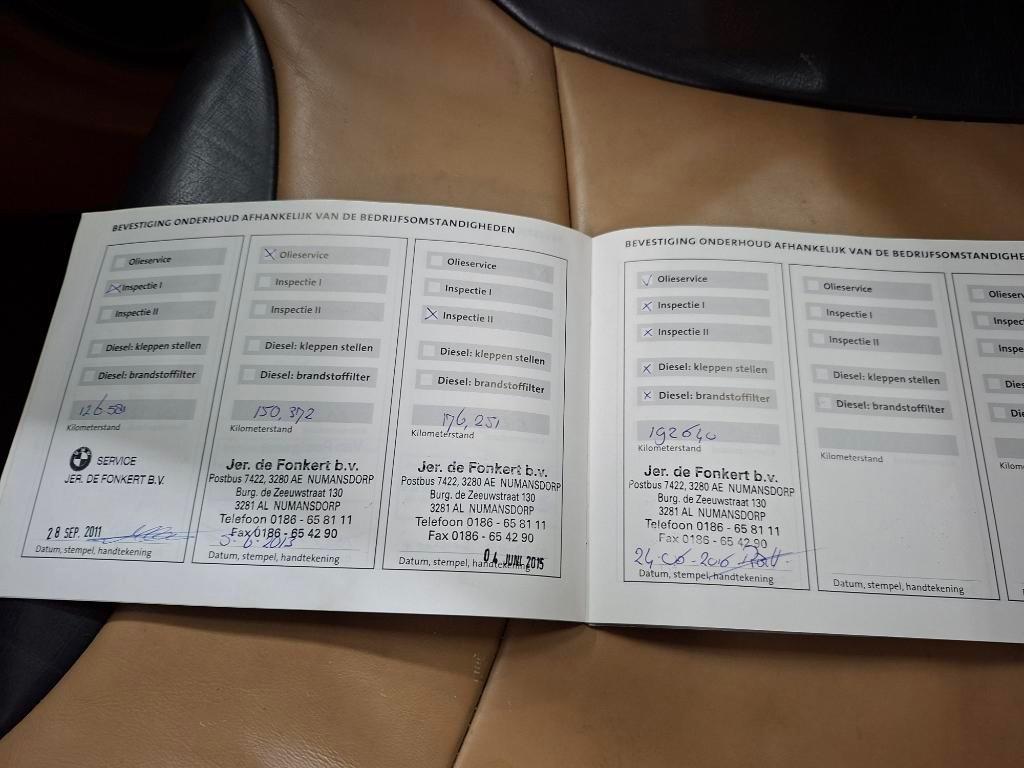 BEVESTIGING ONDERHOUD AFHANKELIJK VAN DE BEDRIJFSOMSTANDIGHEDEN
Olieservice
Inspectie I
Inspectie II
Diesel: kleppen stellen
Diesel: brandstoffilter
Kilometerstand
SERVICE
JER. DE FONKERT B.V.
28 SEP. 2011
Datum, stempel, handtekening
Olieservice
Inspectie I
Inspectie II
Diesel: kleppen stellen
Diesel: brandstoffilter
150,372
Jer. de Fonkert b.v.
Postbus 7422, 3280 AE NUMANSDORP
Burg. de Zeeuwstraat 130
3281 AL NUMANSDORP
Telefoon 0186 - 65 81 11
Fax 0186 - 65 42 90
Datum, stempel, handtekening
Olieservice
Inspectie I
Inspectie II
Diesel: kleppen stellen
Diesel: brandstoffilter
176,251
Kilometerstand
Jer. de Fonkert b.v.
Postbus 7422, 3280 AE NUMANSDORP
Burg. de Zeeuwstraat 130
3281 AL NUMANSDORP
Telefoon 0186 - 65 81 11
Fax 0186 - 65 42 90
04 JUNI 2015
Datum, stempel, handtekening
BEVESTIGING ONDERHOUD AFHANKELIJK VAN DE BEDRIJFSOMSTANDIGHE
Olieservice
Inspectie I
Inspectie II
Diesel: kleppen stellen
Diesel: brandstoffilter
192640
Kilometerstand
Jer. de Fonkert b.v.
Postbus 7422, 3280 AE NUMANSDORP
Burg. de Zeeuwstraat 130
3281 AL NUMANSDORP
Telefoon 0186 - 65 81 11
Fax 0186 - 65 42 90
24-06-2016
Datum, stempel, handtekening
Olieservice
Inspectie I
Inspectie II
Diesel: kleppen stellen
Diesel: brandstoffilter
Kilometerstand
Datum, stempel, handtekening
Olieserv
Inspect
Inspe
Di
Di
Kilom